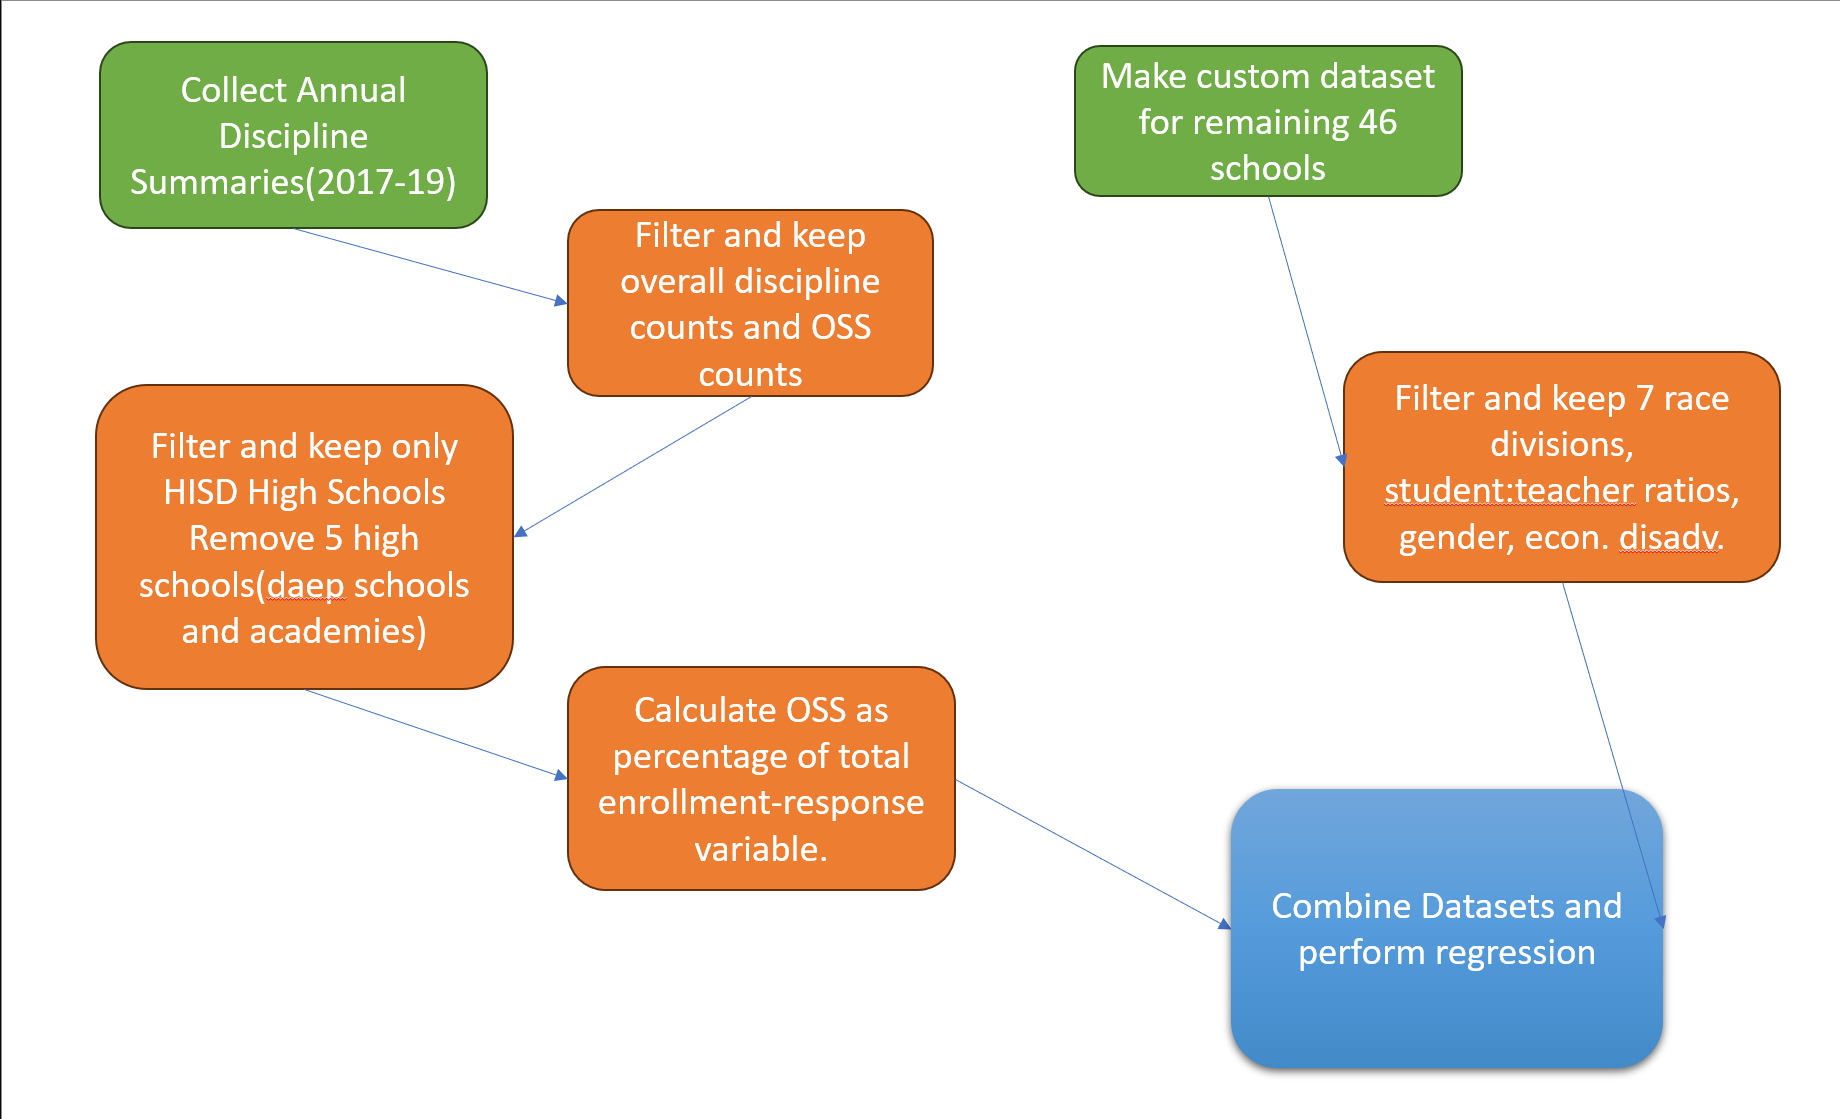 Collect Annual
Discipline
Summaries(2017-19)
Make custom dataset
for remaining 46
schools
Filter and keep
overall discipline
counts and OSS
counts
Filter and keep 7 race
divisions,
student:teacher ratios,
gender, econ. disadv.
Filter and keep only
HISD High Schools
Remove 5 high
schools(daep schools
and academies)
Calculate OSS as
percentage of total
enrollment-response
variable.
Combine Datasets and
perform regression